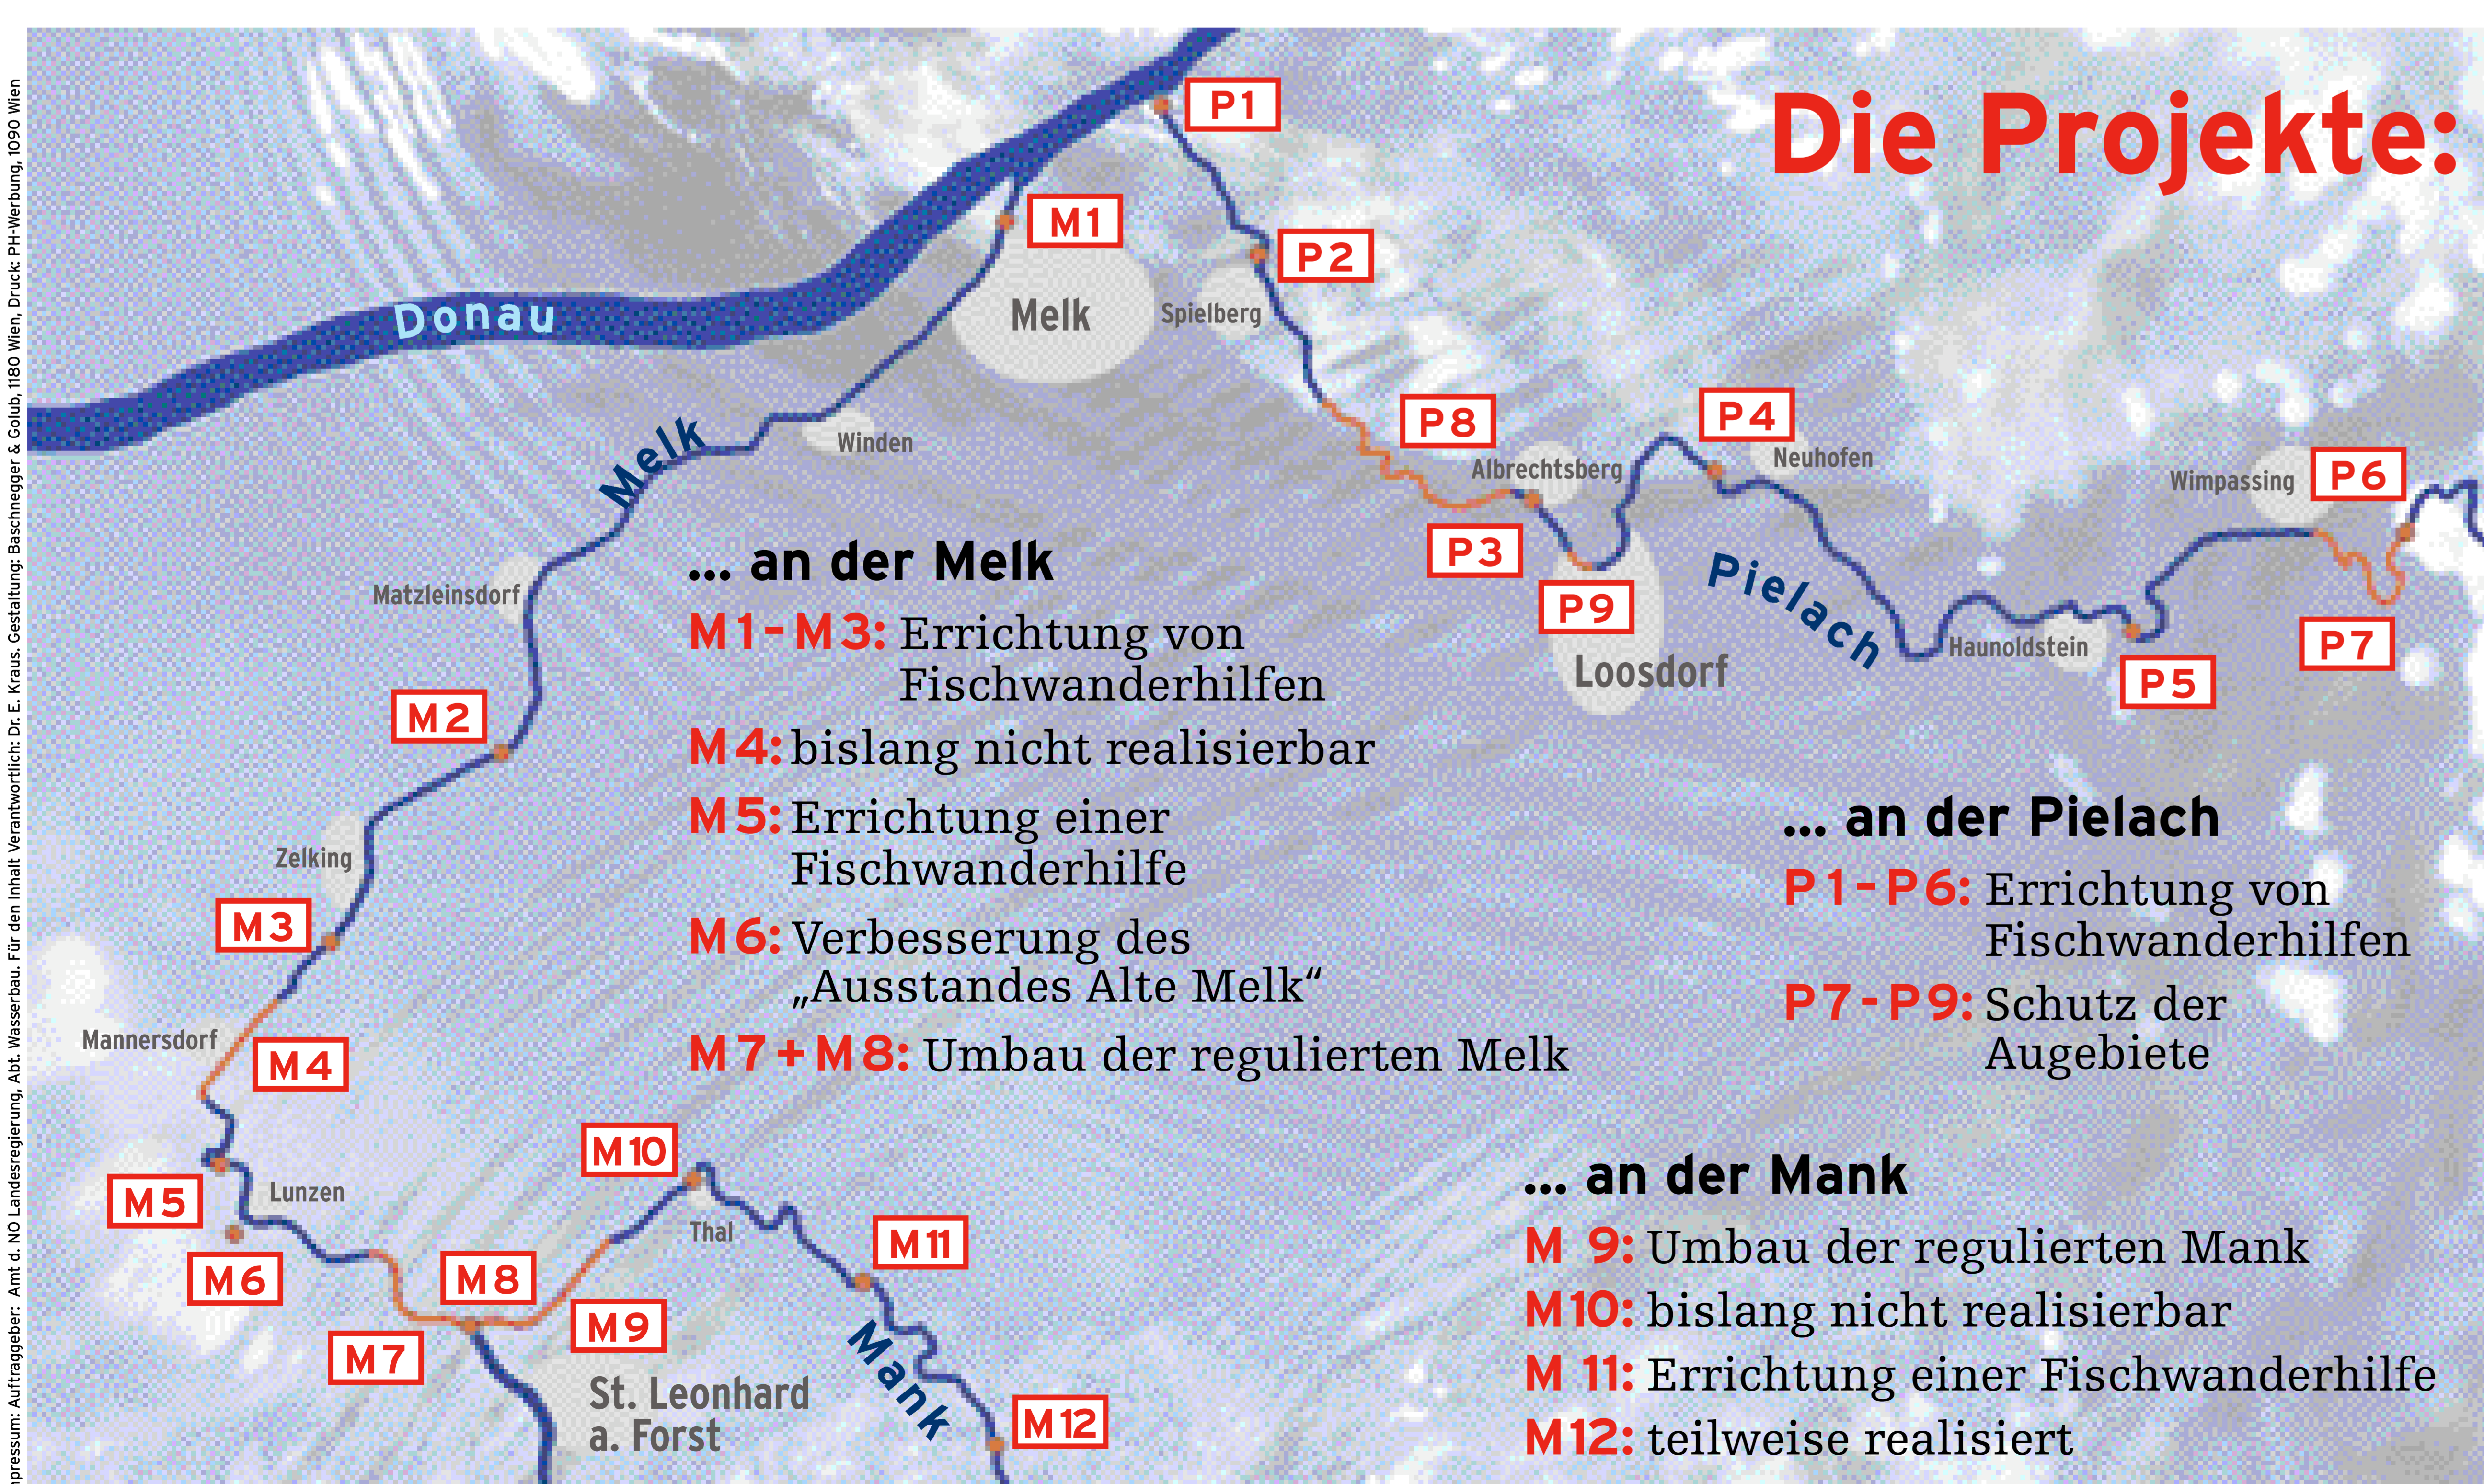 Die Projekte:
P1
M1
P2
Donau
Melk
Spielberg
P8
P4
Melk
Winden
Albrechtsberg
Neuhofen
Wimpassing
P6
P3
Pielach
P9
Matzleinsdorf
Haunoldstein
P7
Loosdorf
P5
M2
Zelking
M3
Mannersdorf
M4
M5
Lunzen
M6
M10
Thal
M11
M8
M9
M7
Mank
St. Leonhard
a. Forst
M12
... an der Melk
M1-M3: Errichtung von
Fischwanderhilfen
M4: bislang nicht realisierbar
M5: Errichtung einer
Fischwanderhilfe
M6: Verbesserung des
„Ausstandes Alte Melk“
M7+M8: Umbau der regulierten Melk
... an der Pielach
P1-P6: Errichtung von
Fischwanderhilfen
P7-P9: Schutz der
Augebiete
... an der Mank
M 9: Umbau der regulierten Mank
M10: bislang nicht realisierbar
M 11: Errichtung einer Fischwanderhilfe
M12: teilweise realisiert
pressum: Auftraggeber: Amt d. NÖ Landesregierung, Abt. Wasserbau. Für den Inhalt Verantwortlich: Dr. E. Kraus. Gestaltung: Baschnegger & Golub, 1180 Wien, Druck: PH-Werbung, 1090 Wien